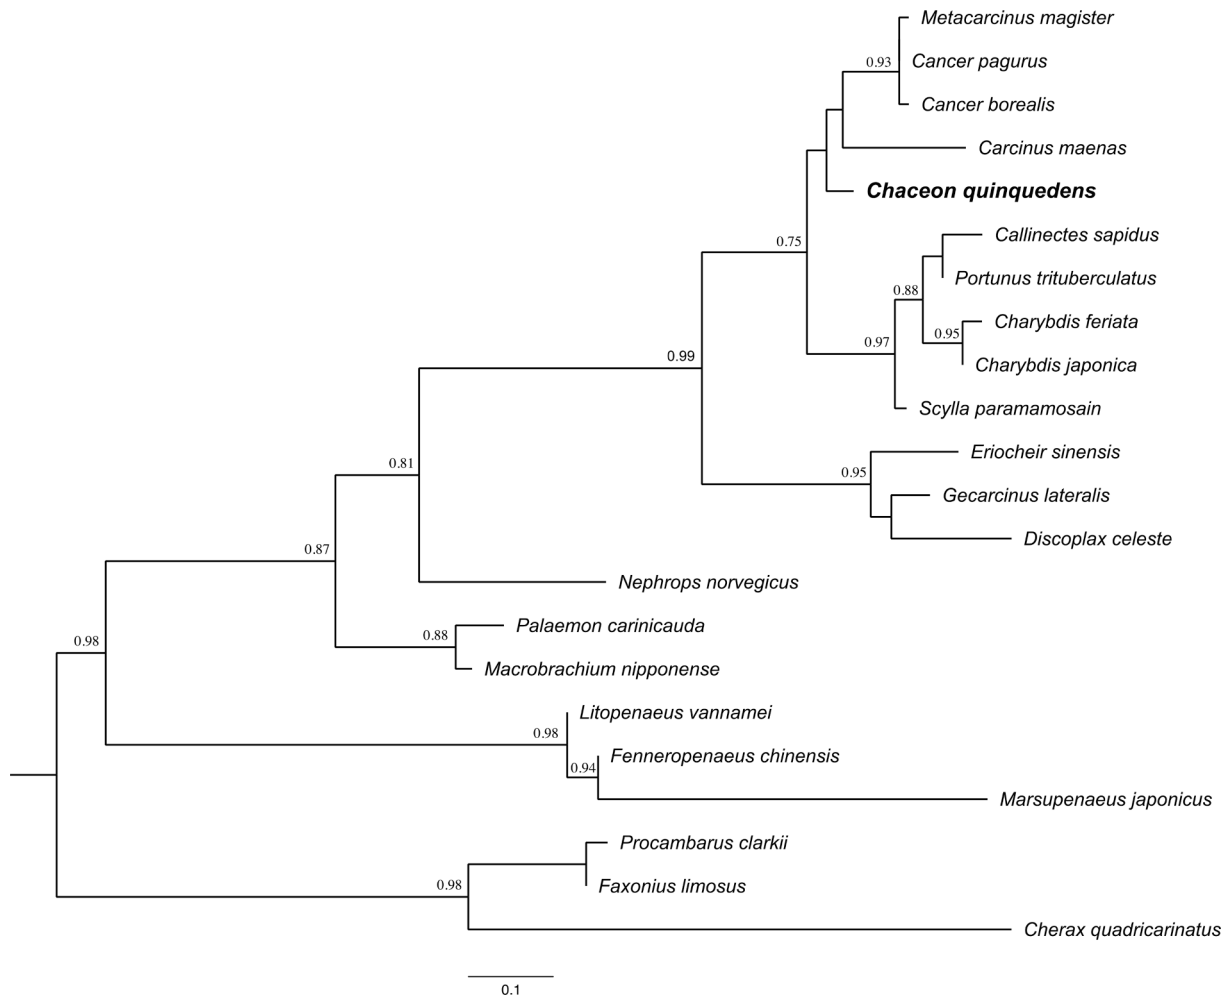 Metacarcinus magister
0.93
Cancer pagurus
Cancer borealis
Carcinus maenas
Chaceon quinquedens
Callinectes sapidus
0.75
Portunus trituberculatus
0.88
Charybdis feriata
0.95
0.97
Charybdis japonica
0.99
Scylla paramamosain
Eriocheir sinensis
0.81
0.95
Gecarcinus lateralis
Discoplax celeste
0.87
Nephrops norvegicus
Palaemon carinicauda
0.88
0.98
Macrobrachium nipponense
Litopenaeus vannamei
0.98
Fenneropenaeus chinensis
0.94
Marsupenaeus japonicus
Procambarus clarkii
0.98
Faxonius limosus
Cherax quadricarinatus
0.1